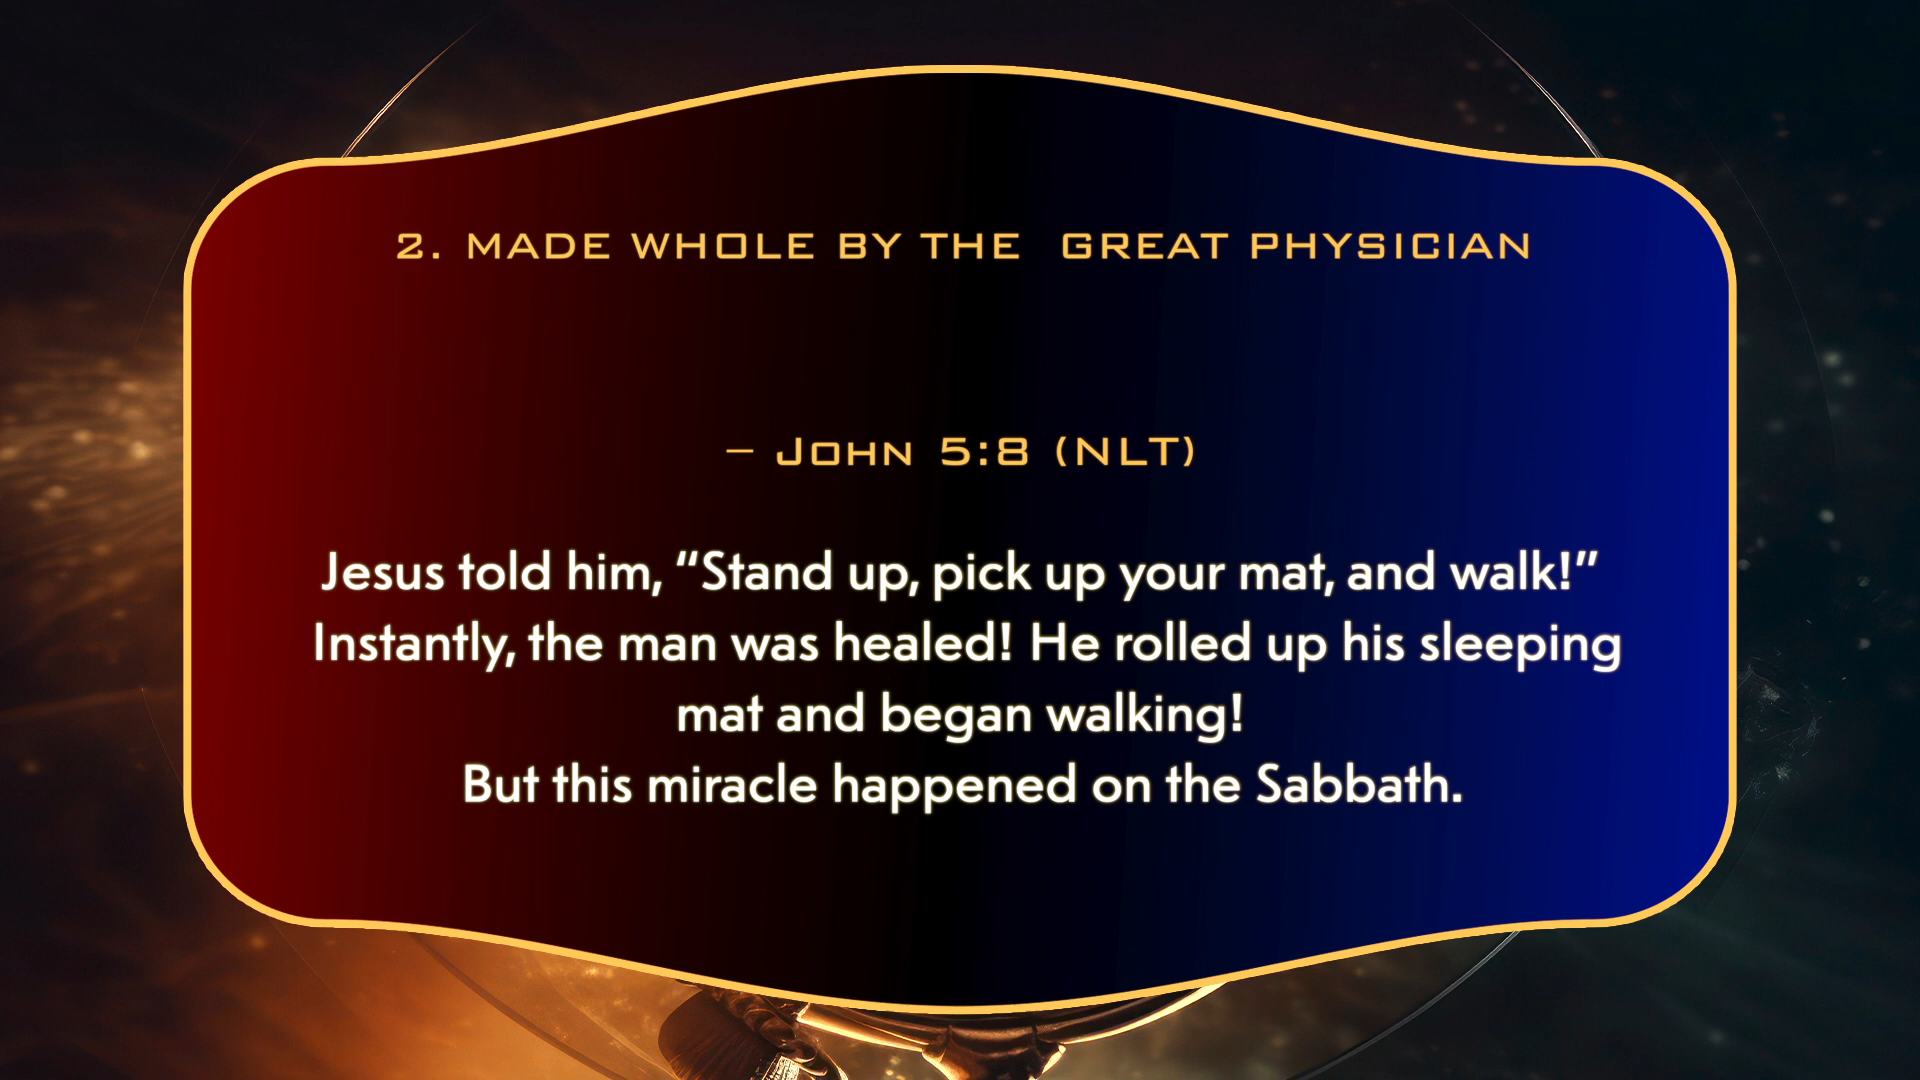 2. MADE WHOLE BY THE GREAT PHYSICIAN
– John 5:8 (NLT)
Jesus told him, “Stand up, pick up your mat, and walk!”
Instantly, the man was healed! He rolled up his sleeping
mat and began walking!
But this miracle happened on the Sabbath.